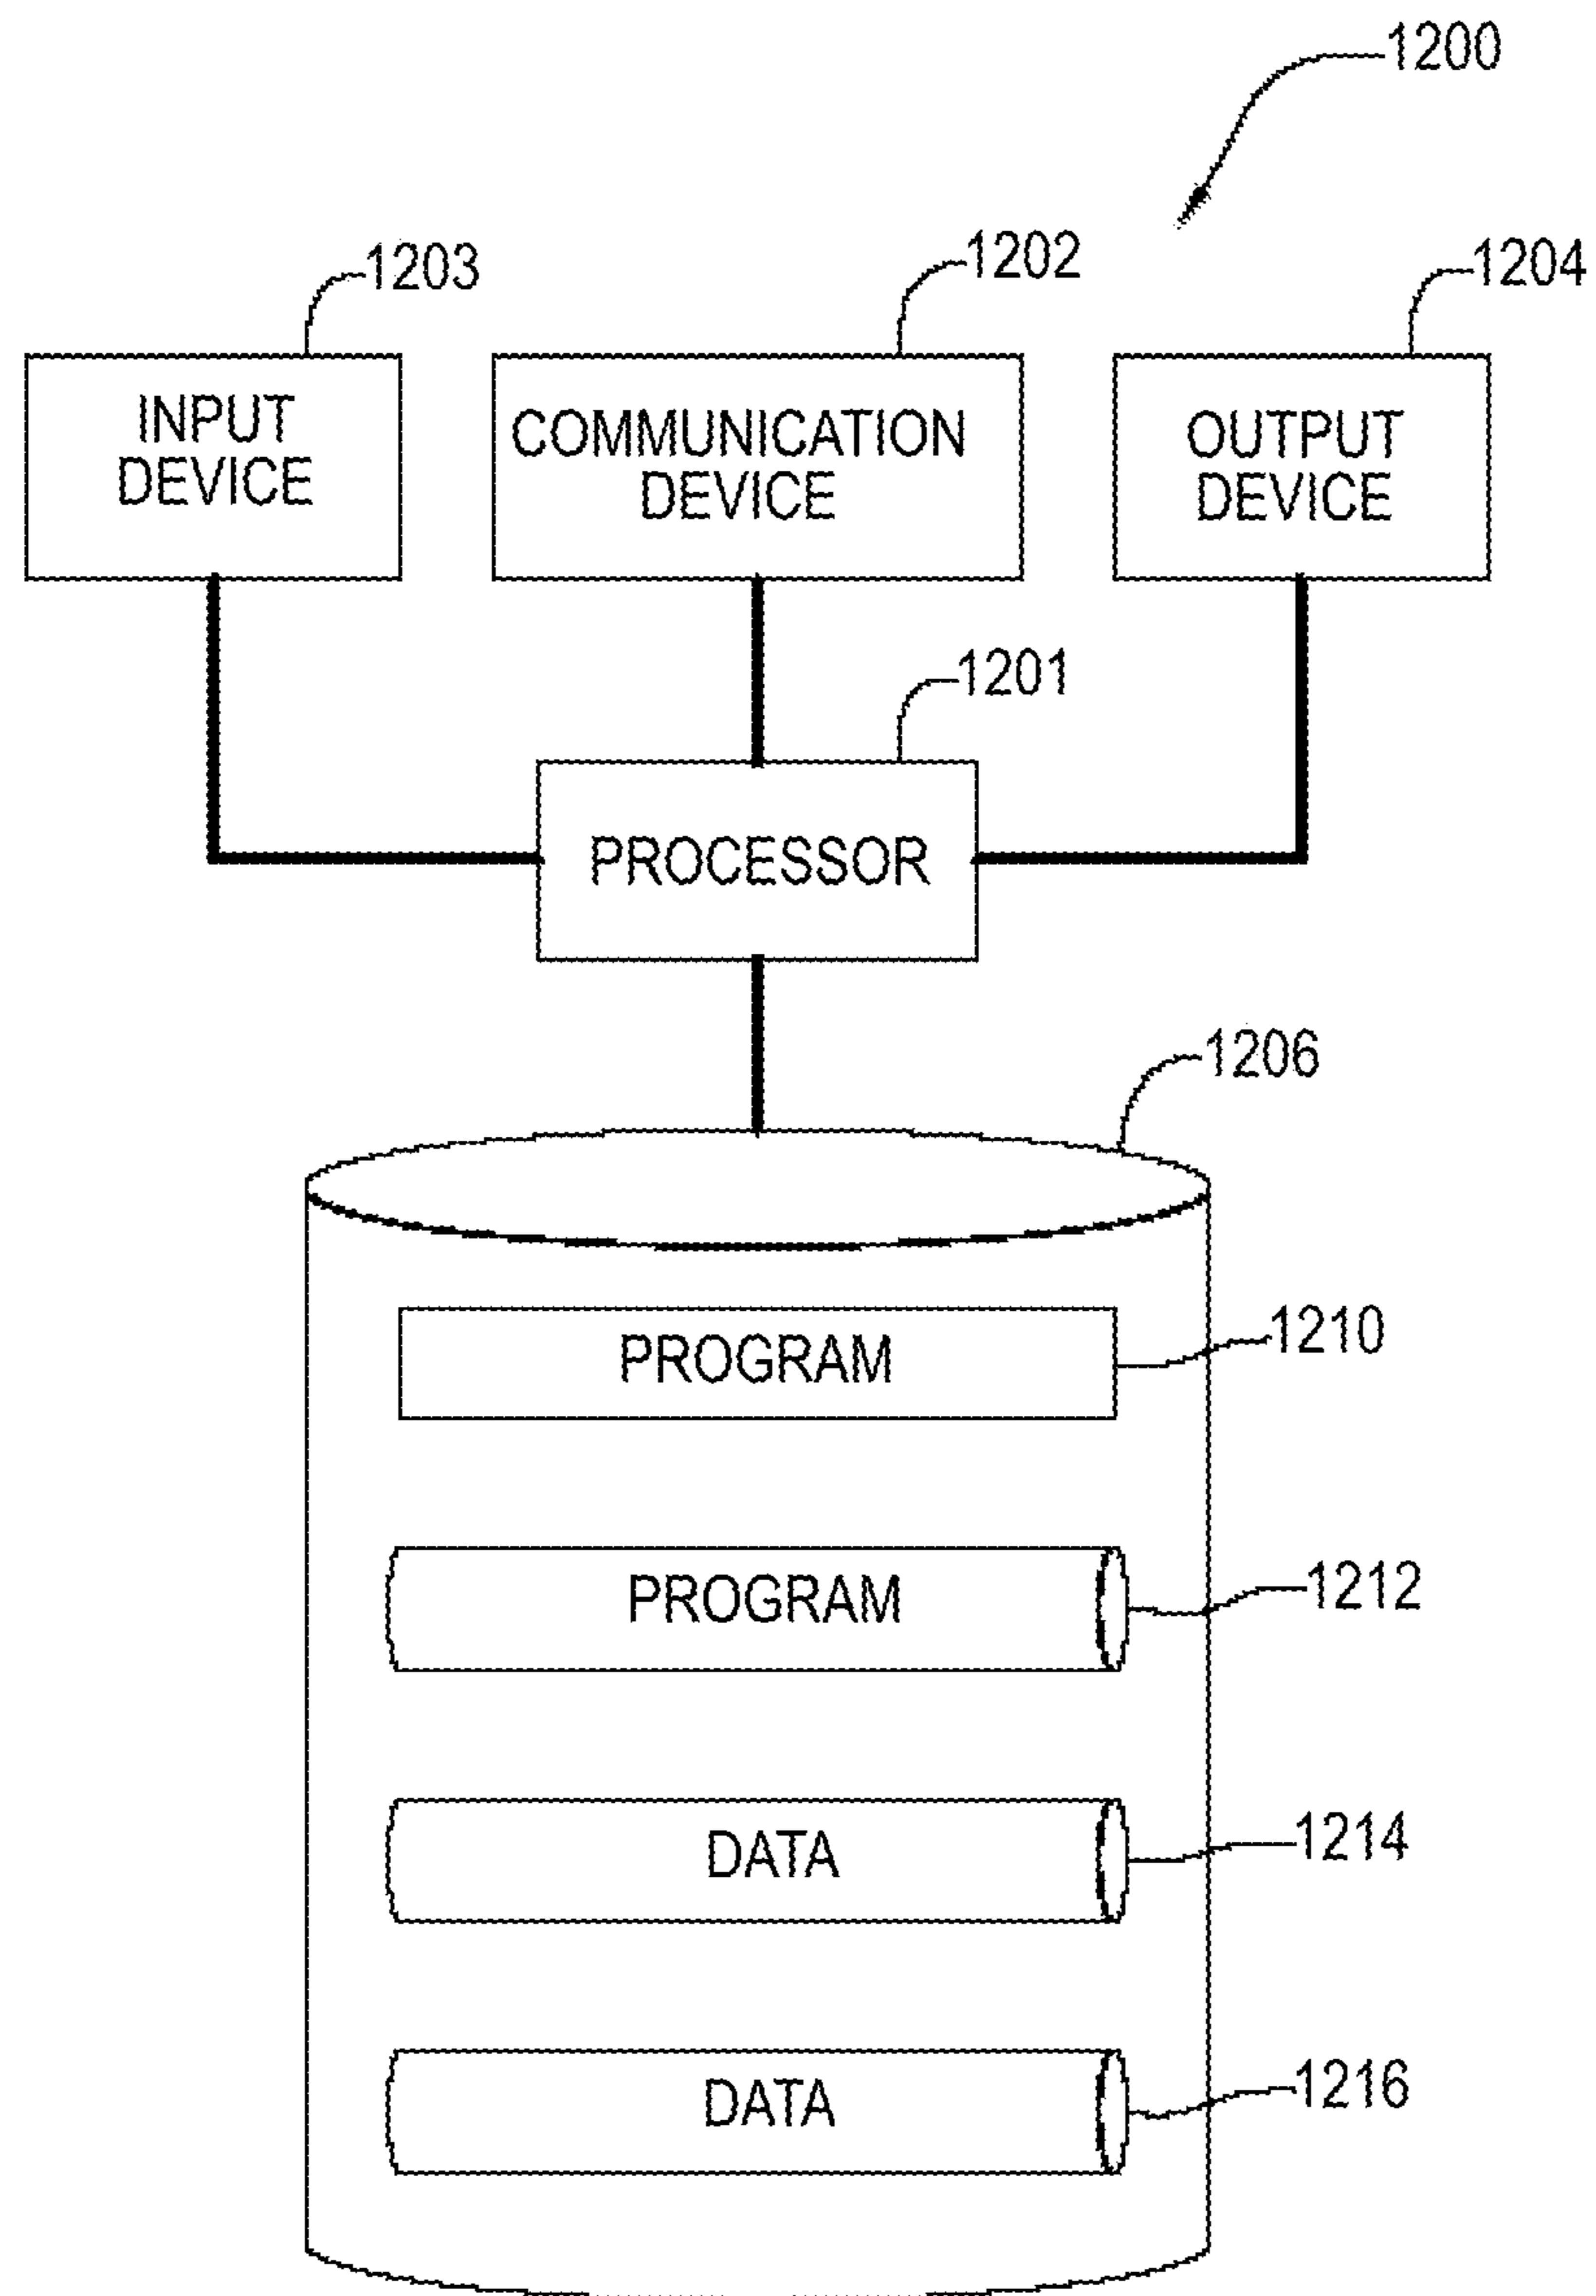 1200
1203
1202
1204
INPUT
DEVICE
COMMUNICATION
DEVICE
OUTPUT
DEVICE
1201
PROCESSOR
1206
PROGRAM
1210
PROGRAM
1212
DATA
1214
DATA
1216